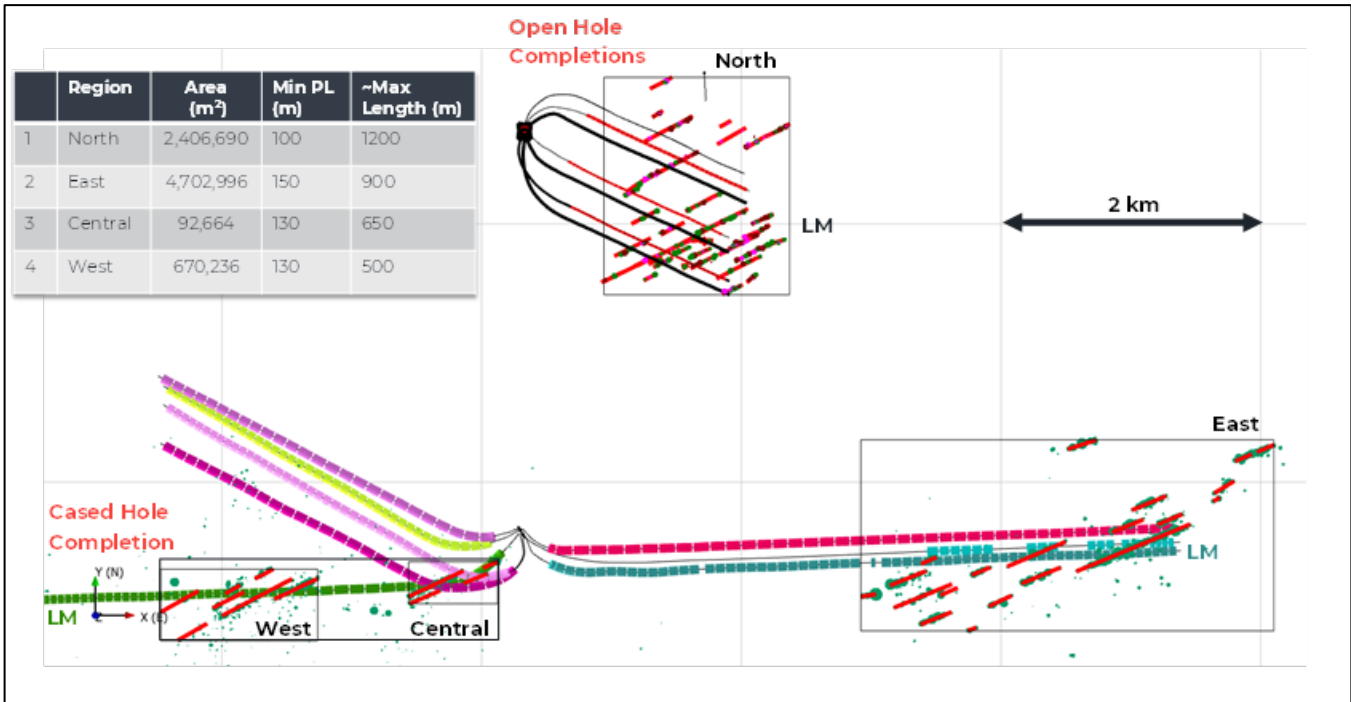 Open Hole
Completions
North
Region Area (m²) Min PL (m) ~Max Length (m)
1 North 2,406,690 100 1200
2 East 4,702,996 150 900
3 Central 92,664 130 650
4 West 670,236 130 500
2 km
LM
East
Cased Hole
Completion
LM
Y (N)
LM
West
Central